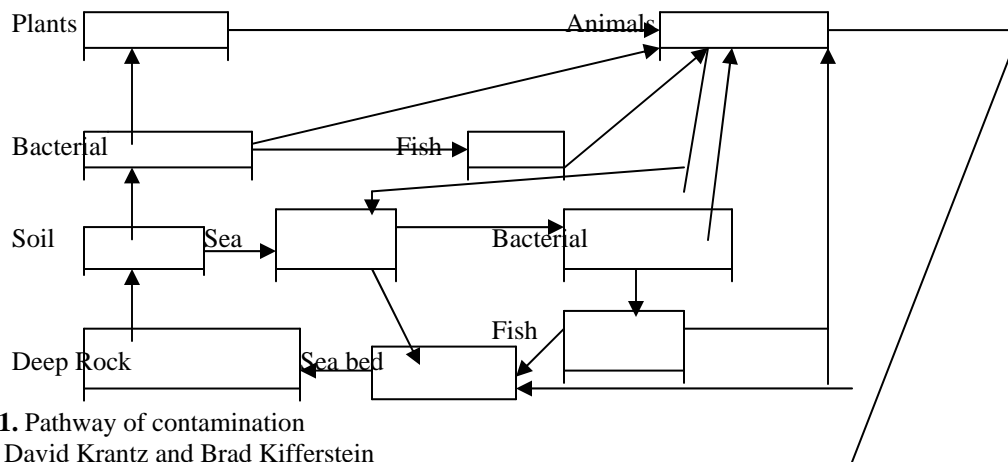 Plants Animals
Bacterial Fish
Soil Sea Bacterial
Fish
Deep Rock Sea bed
1. Pathway of contamination
David Krantz and Brad Kifferstein